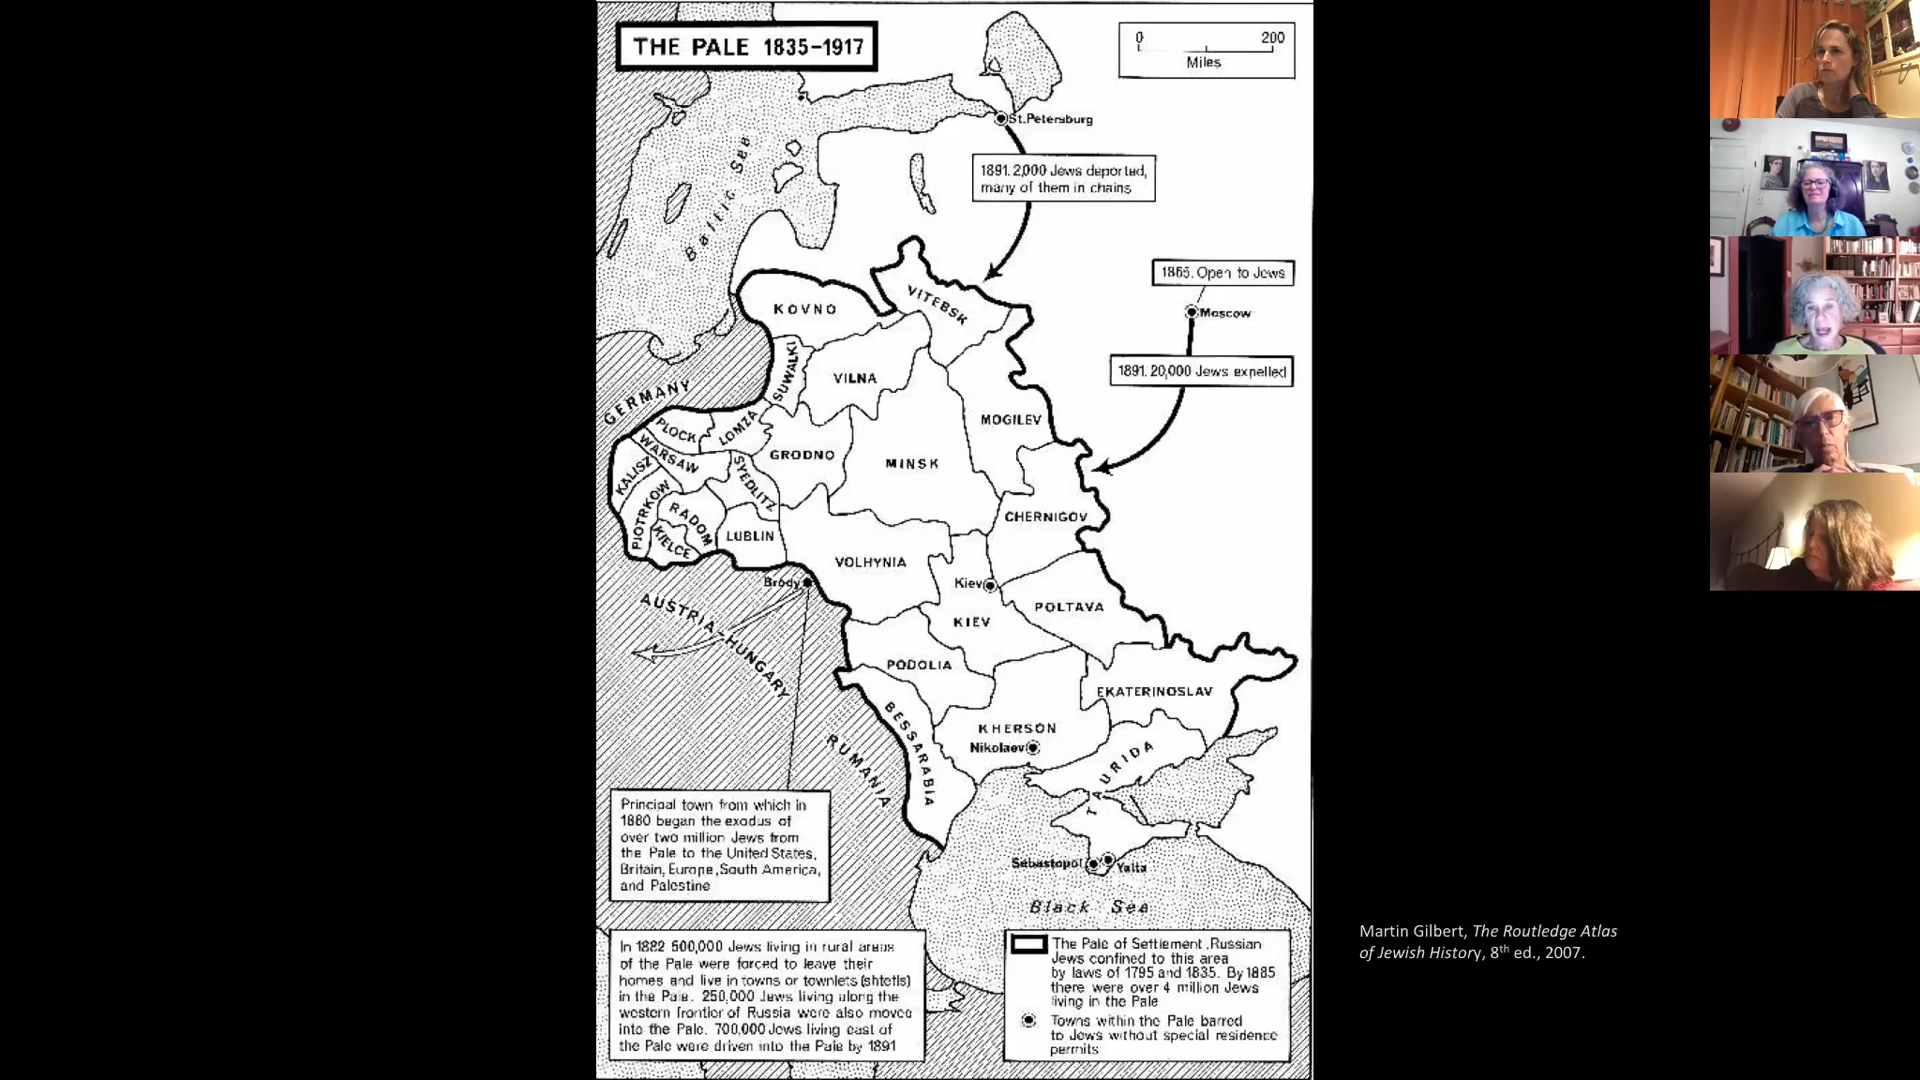 THE PALE 1835–1917
0 200
Miles
St. Petersburg
1891. 2,000 Jews deported,
many of them in chains
Baltic Sea
1865. Open to Jews
Moscow
1891. 20,000 Jews expelled
KOVNO
VITEBSK
SUWALKI
VILNA
GERMANY
MOGILEV
PLOCK
LOMZA
WARSAW
GRODNO
MINSK
KALISZ
SYEDLITZ
PIOTRKOW
RADOM
CHERNIGOV
KIELCE
LUBLIN
VOLHYNIA
Brody
Kiev
POLTAVA
AUSTRIA-HUNGARY
KIEV
PODOLIA
EKATERINOSLAV
BESSARABIA
KHERSON
Nikolaev
RUMANIA
TAURIDA
Principal town from which in
1880 began the exodus of
over two million Jews from
the Pale to the United States,
Britain, Europe, South America,
and Palestine
Sebastopol
Yalta
Black Sea
In 1882 500,000 Jews living in rural areas
of the Pale were forced to leave their
homes and live in towns or townlets (shtetls)
in the Pale. 250,000 Jews living along the
western frontier of Russia were also moved
into the Pale. 700,000 Jews living east of
the Pale were driven into the Pale by 1891
The Pale of Settlement. Russian
Jews confined to this area
by laws of 1795 and 1835. By 1885
there were over 4 million Jews
living in the Pale
Towns within the Pale barred
to Jews without special residence
permits
Martin Gilbert, The Routledge Atlas
of Jewish History, 8th ed., 2007.